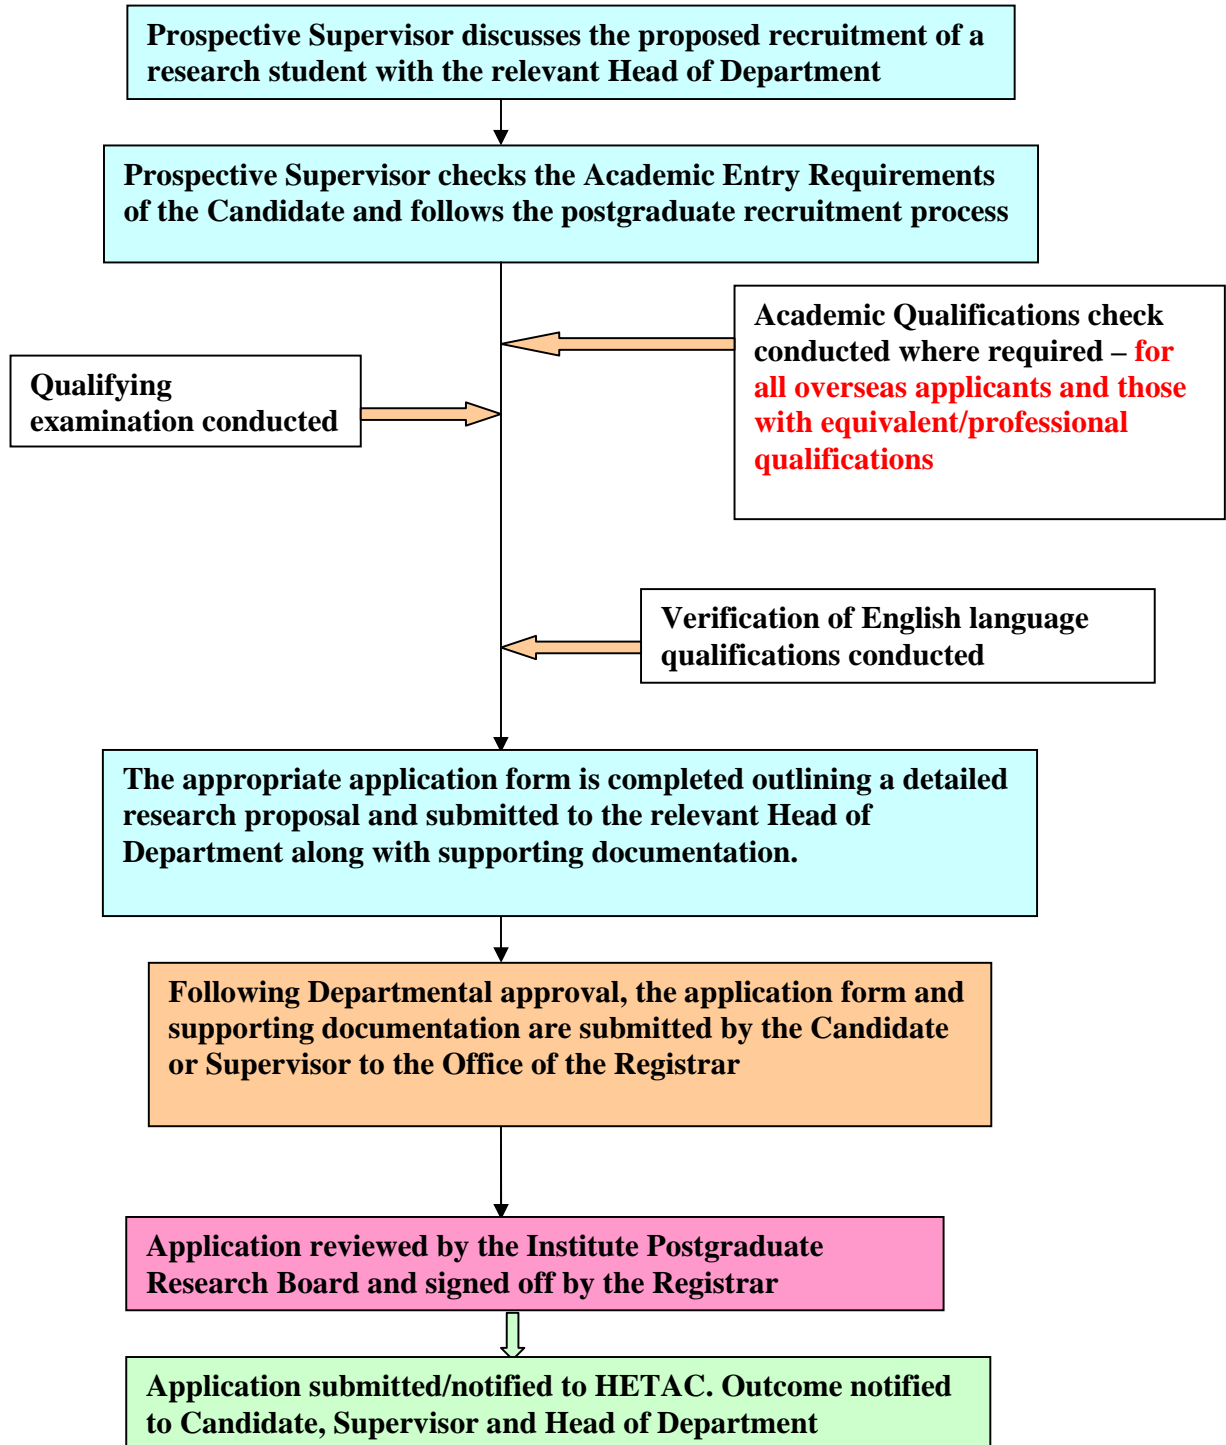 Prospective Supervisor discusses the proposed recruitment of a
research student with the relevant Head of Department
Prospective Supervisor checks the Academic Entry Requirements
of the Candidate and follows the postgraduate recruitment process
Academic Qualifications check
conducted where required – for
all overseas applicants and those
with equivalent/professional
qualifications
Qualifying
examination conducted
Verification of English language
qualifications conducted
The appropriate application form is completed outlining a detailed
research proposal and submitted to the relevant Head of
Department along with supporting documentation.
Following Departmental approval, the application form and
supporting documentation are submitted by the Candidate
or Supervisor to the Office of the Registrar
Application reviewed by the Institute Postgraduate
Research Board and signed off by the Registrar
Application submitted/notified to HETAC. Outcome notified
to Candidate, Supervisor and Head of Department